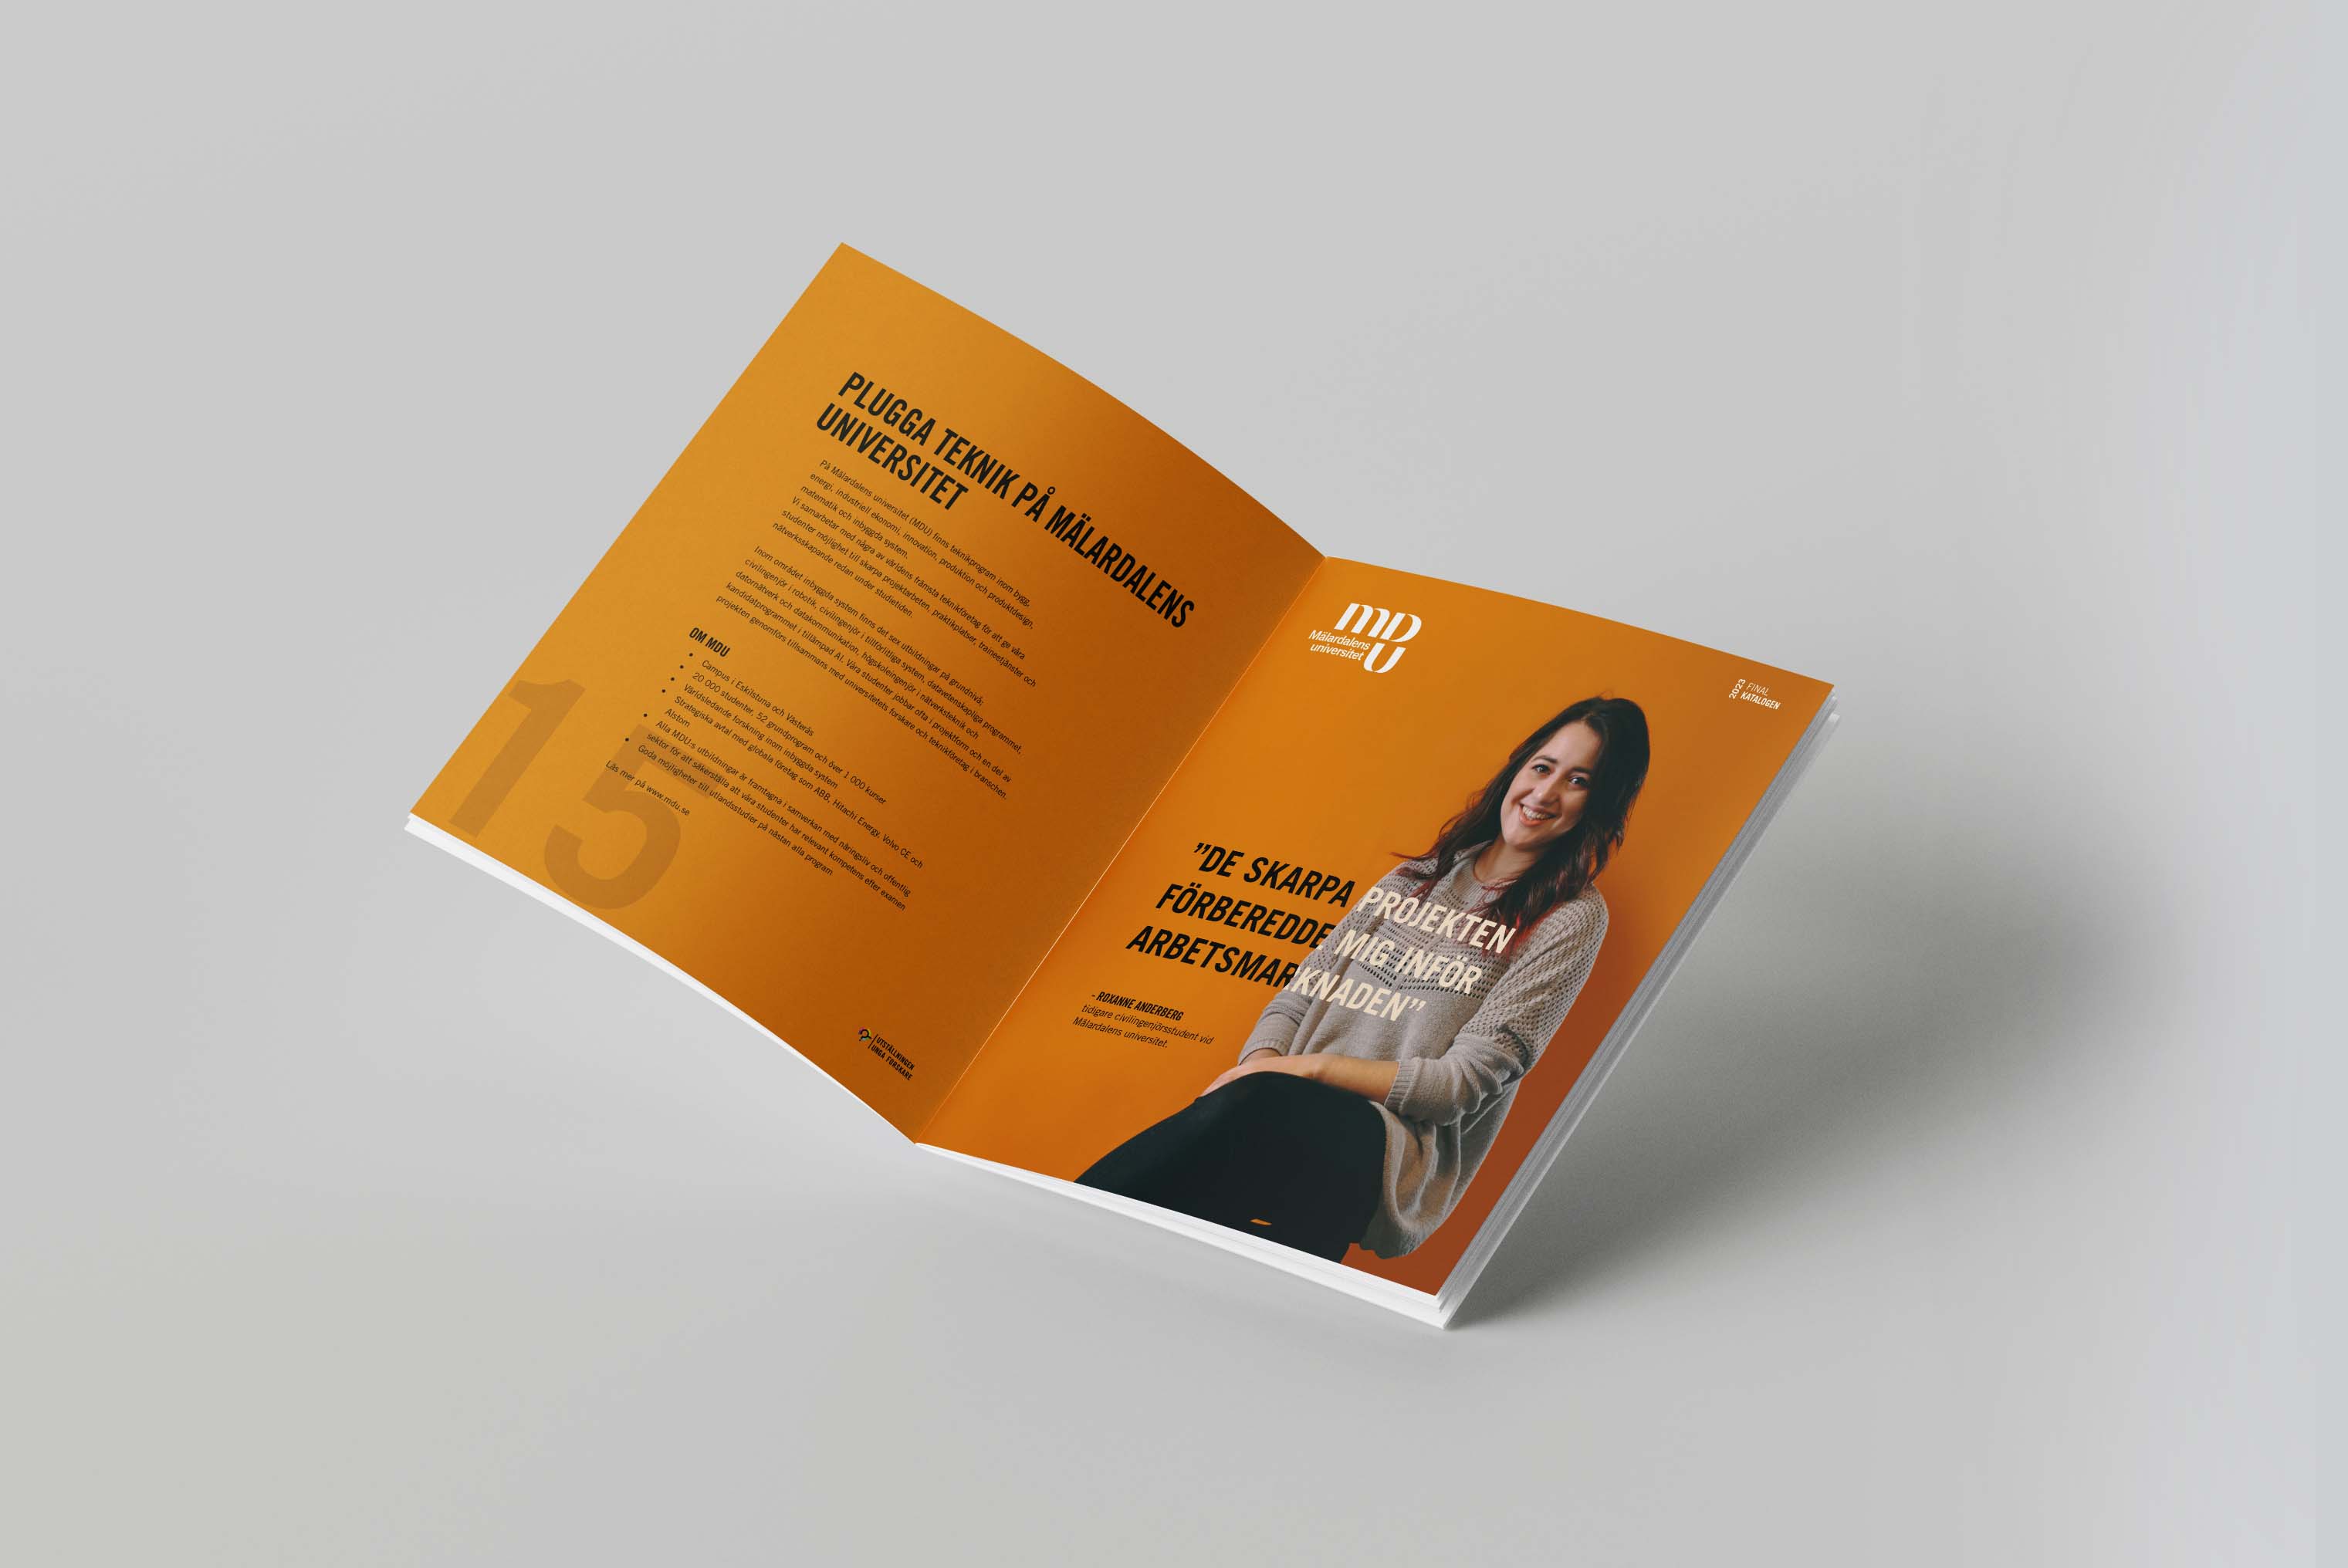 PLUGGA TEKNIK PÅ MÄLARDALENS
UNIVERSITET
På Mälardalens universitet (MDU) finns teknikprogram inom bygg,
energi, industriell ekonomi, innovation, produktion och produktdesign,
matematik och inbyggda system.
Vi samarbetar med några av världens främsta teknikföretag för att ge våra
studenter möjlighet till skarpa projektarbeten, praktikplatser, traineetjänster och
nätverksskapande redan under studietiden.
Inom området inbyggda system finns det sex utbildningar på grundnivå;
civilingenjör i robotik, civilingenjör i tillförlitliga system, datavetenskapliga programmet,
datornätverk och datakommunikation, högskoleingenjör i nätverksteknik och
kandidatprogrammet i tillämpad AI. Våra studenter jobbar ofta i projektform och en del av
projekten genomförs tillsammans med universitetets forskare och teknikföretag i branschen.
OM MDU
• Campus i Eskilstuna och Västerås
• 20 000 studenter, 52 grundprogram och över 1 000 kurser
• Världsledande forskning inom inbyggda system
• Strategiska avtal med globala företag som ABB, Hitachi Energy, Volvo CE och
Alstom
• Alla MDU:s utbildningar är framtagna i samverkan med näringsliv och offentlig
sektor för att säkerställa att våra studenter har relevant kompetens efter examen
• Goda möjligheter till utlandsstudier på nästan alla program
Läs mer på www.mdu.se
15
UTSTÄLLNINGEN
UNGA FORSKARE
MDU
Mälardalens
universitet
2023 FINAL
KATALOGEN
”DE SKARPA PROJEKTEN
FÖRBEREDDE MIG INFÖR
ARBETSMARKNADEN”
- ROXANNE ANDERBERG
tidigare civilingenjörsstudent vid
Mälardalens universitet.